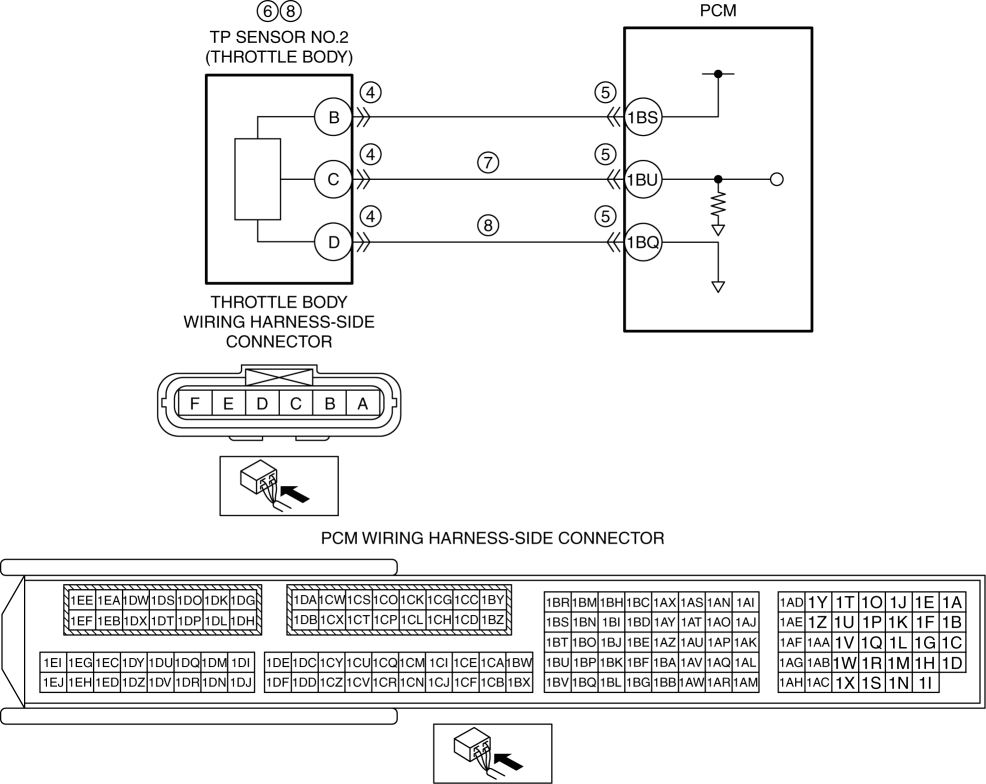 ⑥⑧
TP SENSOR NO.2
(THROTTLE BODY)
PCM
④
⑤
B
1BS
④
⑦
⑤
C
1BU
④
⑧
⑤
D
1BQ
THROTTLE BODY
WIRING HARNESS-SIDE
CONNECTOR
F E D C B A
PCM WIRING HARNESS-SIDE CONNECTOR
1EE 1EA 1DW 1DS 1DO 1DK 1DG
1EF 1EB 1DX 1DT 1DP 1DL 1DH
1EI 1EG 1EC 1DY 1DU 1DQ 1DM 1DI
1EJ 1EH 1ED 1DZ 1DV 1DR 1DN 1DJ
1DA 1CW 1CS 1CO 1CK 1CG 1CC 1BY
1DB 1CX 1CT 1CP 1CL 1CH 1CD 1BZ
1DE 1DC 1CY 1CU 1CQ 1CM 1CI 1CE 1CA 1BW
1DF 1DD 1CZ 1CV 1CR 1CN 1CJ 1CF 1CB 1BX
1BR 1BM 1BH 1BC 1AX 1AS 1AN 1AI
1BS 1BN 1BI 1BD 1AY 1AT 1AO 1AJ
1BT 1BO 1BJ 1BE 1AZ 1AU 1AP 1AK
1BU 1BP 1BK 1BF 1BA 1AV 1AQ 1AL
1BV 1BQ 1BL 1BG 1BB 1AW 1AR 1AM
1AD 1Y 1T 1O 1J 1E 1A
1AE 1Z 1U 1P 1K 1F 1B
1AF 1AA 1V 1Q 1L 1G 1C
1AG 1AB 1W 1R 1M 1H 1D
1AH 1AC 1X 1S 1N 1I